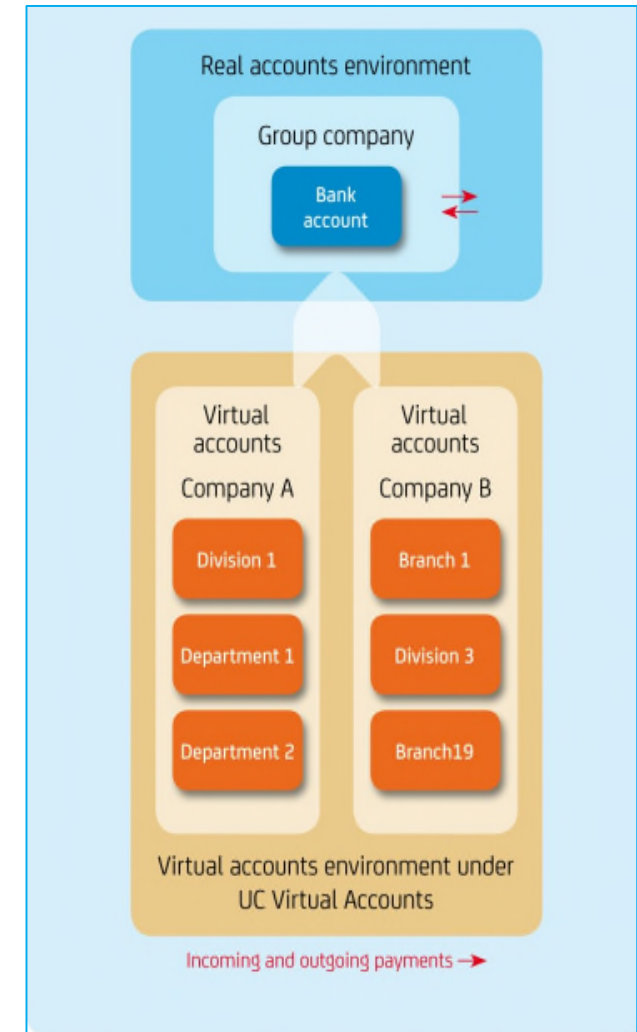 Real accounts environment
Group company
Bank
account
Virtual
accounts
Company A
Division 1
Department 1
Department 2
Virtual
accounts
Company B
Branch 1
Division 3
Branch19
Virtual accounts environment under
UC Virtual Accounts
Incoming and outgoing payments